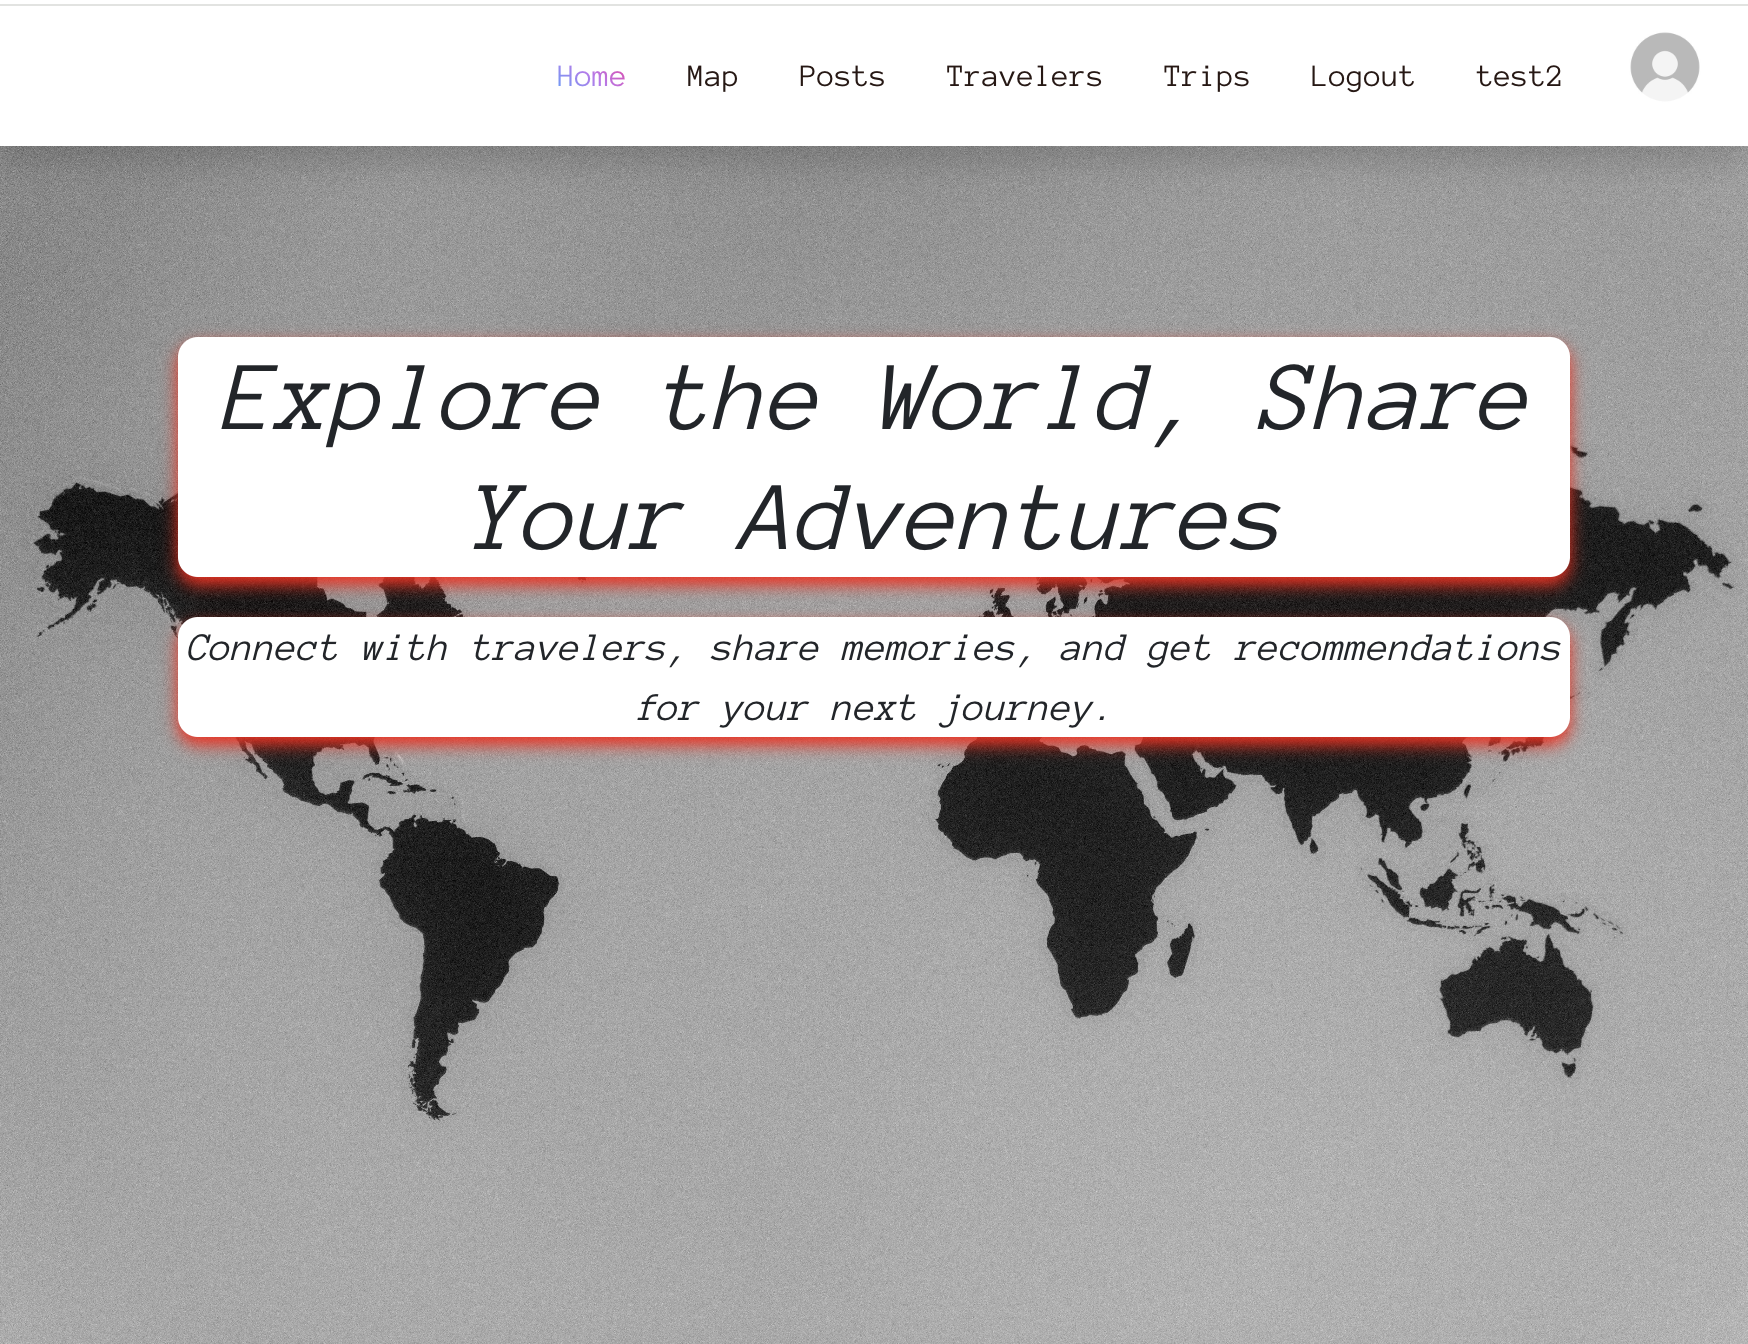 Home Map Posts Travelers Trips Logout test2
Explore the World, Share
Your Adventures
Connect with travelers, share memories, and get recommendations
for your next journey.